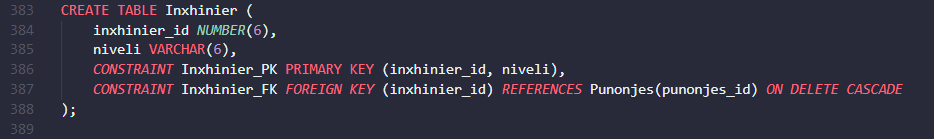 383 CREATE TABLE Inxhinier (
384 inxhinier_id NUMBER(6),
385 niveli VARCHAR(6),
386 CONSTRAINT Inxhinier_PK PRIMARY KEY (inxhinier_id, niveli),
387 CONSTRAINT Inxhinier_FK FOREIGN KEY (inxhinier_id) REFERENCES Punonjes(punonjes_id) ON DELETE CASCADE
388 );
389